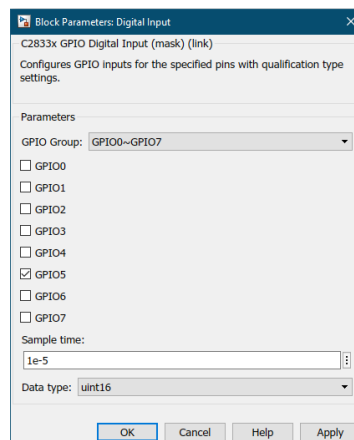 Block Parameters: Digital Input
C2833x GPIO Digital Input (mask) (link)
Configures GPIO inputs for the specified pins with qualification type
settings.
Parameters
GPIO Group: GPIO0~GPIO7
GPIO0
GPIO1
GPIO2
GPIO3
GPIO4
GPIO5
GPIO6
GPIO7
Sample time:
1e-5
Data type: uint16
OK Cancel Help Apply